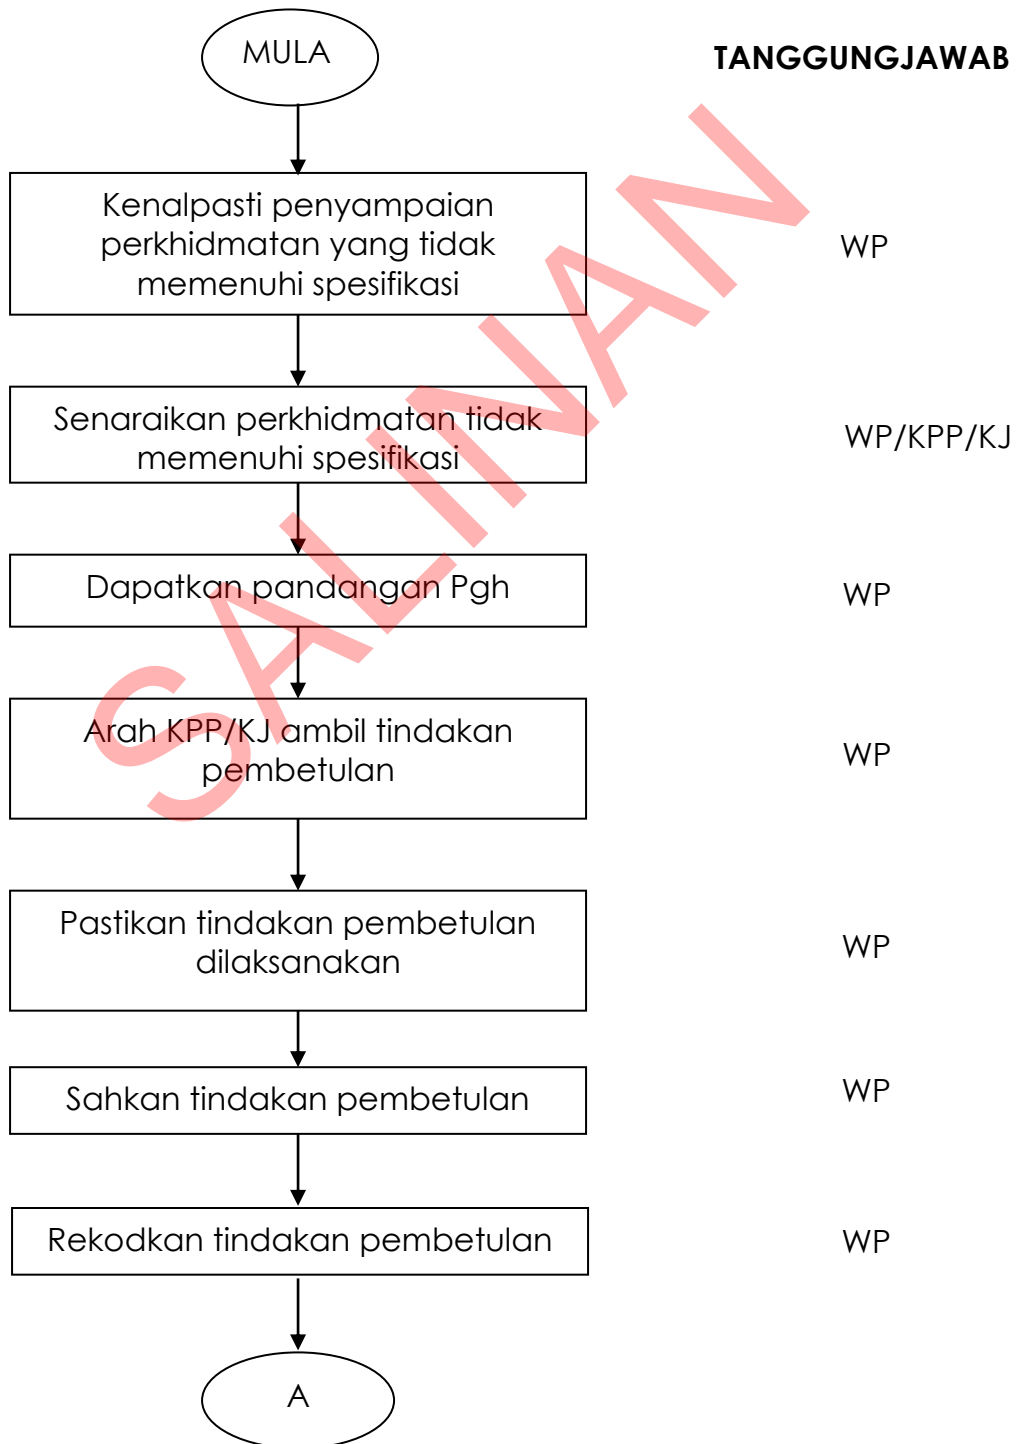 MULA
TANGGUNGJAWAB
Kenalpasti penyampaian
perkhidmatan yang tidak
memenuhi spesifikasi
WP
Senaraikan perkhidmatan tidak
memenuhi spesifikasi
WP/KPP/KJ
Dapatkan pandangan Pgh
WP
Arah KPP/KJ ambil tindakan
pembetulan
WP
Pastikan tindakan pembetulan
dilaksanakan
WP
Sahkan tindakan pembetulan
WP
Rekodkan tindakan pembetulan
WP
A
SALINAN